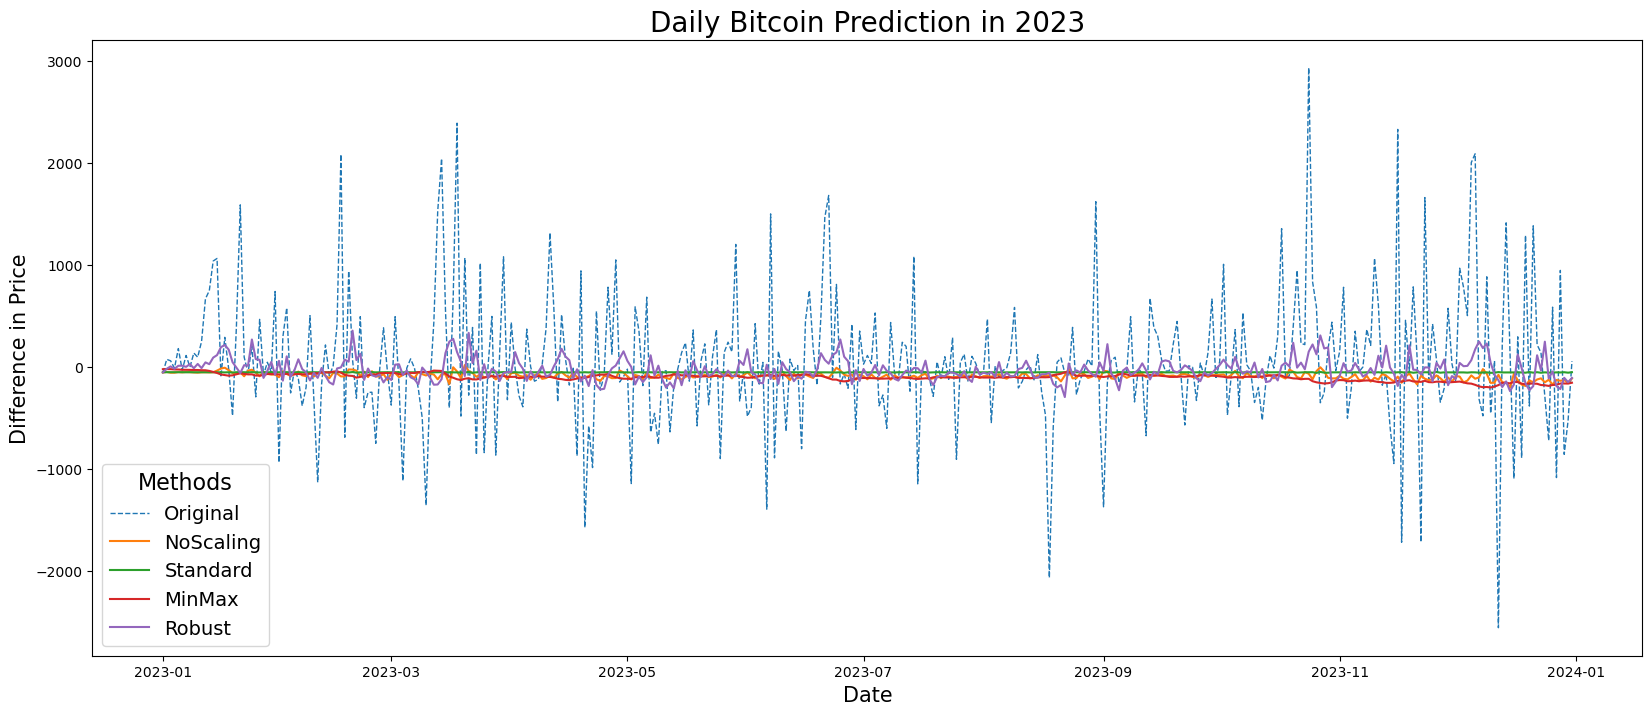 Daily Bitcoin Prediction in 2023
Difference in Price
3000
2000
1000
0
−1000
−2000
Methods
Original
NoScaling
Standard
MinMax
Robust
2023-01 2023-03 2023-05 2023-07 2023-09 2023-11 2024-01
Date